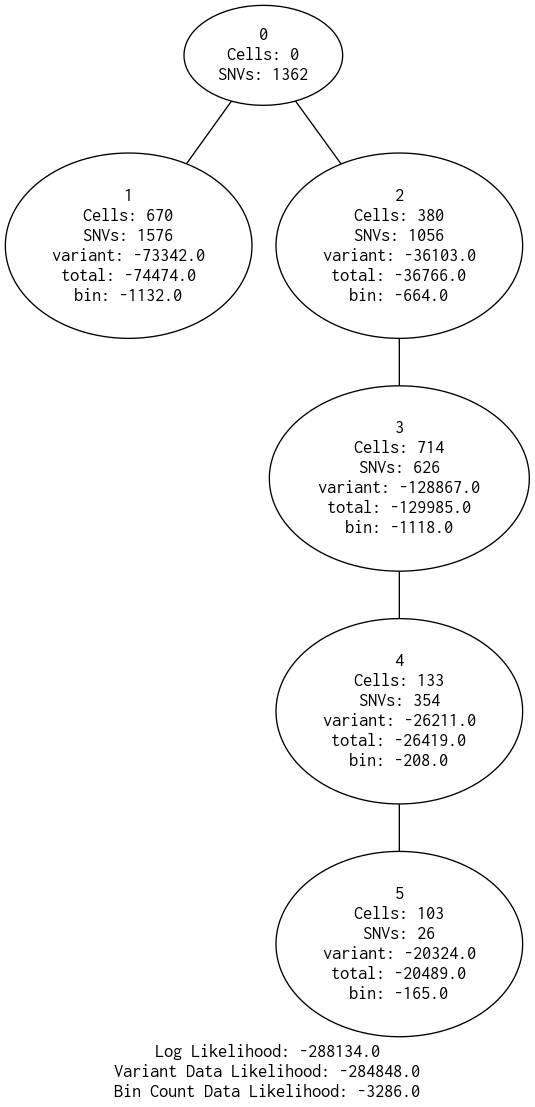 0
Cells: 0
SNVs: 1362
1
Cells: 670
SNVs: 1576
variant: -73342.0
total: -74474.0
bin: -1132.0
2
Cells: 380
SNVs: 1056
variant: -36103.0
total: -36766.0
bin: -664.0
3
Cells: 714
SNVs: 626
variant: -128867.0
total: -129985.0
bin: -1118.0
4
Cells: 133
SNVs: 354
variant: -26211.0
total: -26419.0
bin: -208.0
5
Cells: 103
SNVs: 26
variant: -20324.0
total: -20489.0
bin: -165.0
Log Likelihood: -288134.0
Variant Data Likelihood: -284848.0
Bin Count Data Likelihood: -3286.0